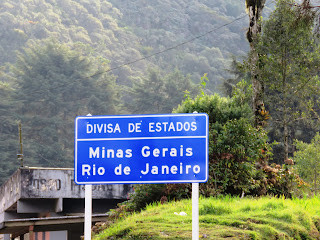 DIVISA DE ESTADOS
Minas Gerais
Rio de Janeiro